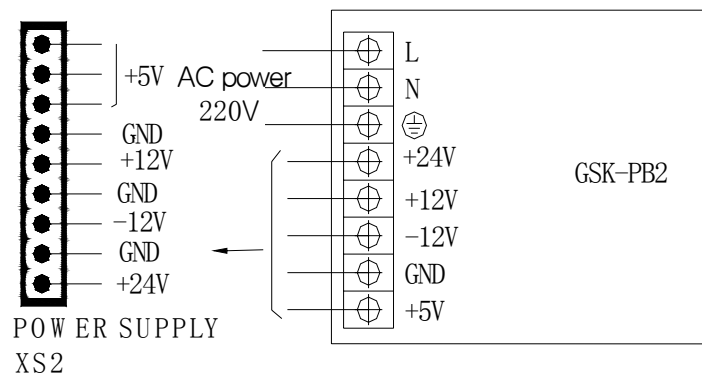 +5V
GND
+12V
GND
-12V
GND
+24V
POWER SUPPLY
XS2
AC power
220V
L
N
+24V
+12V
-12V
GND
+5V
GSK-PB2